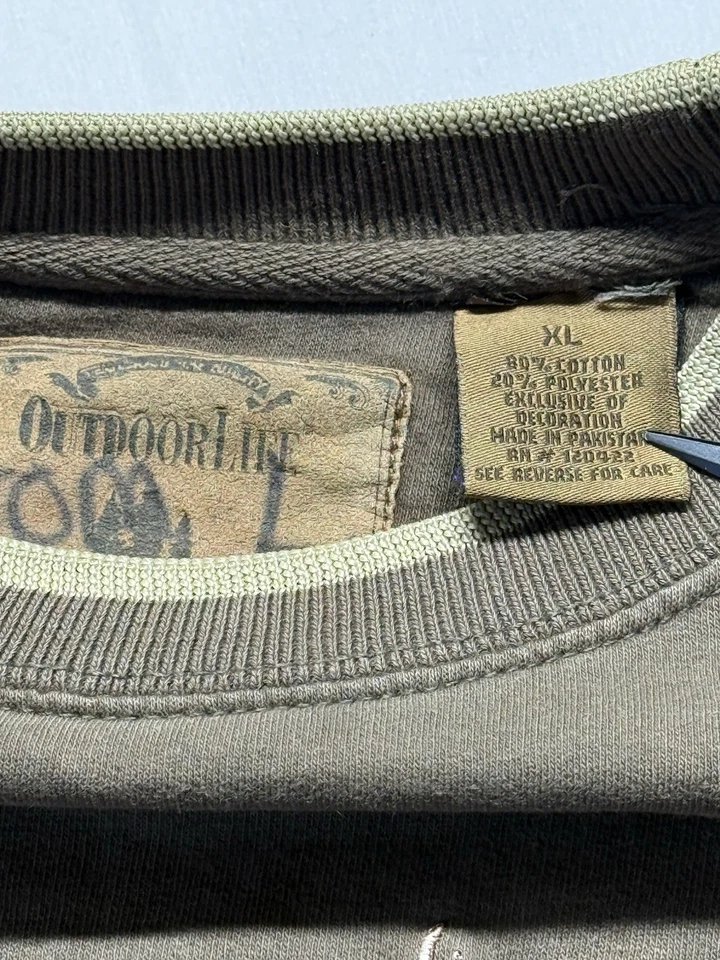 OUTDOOR LIFE
XL
80% COTTON
20% POLYESTER
EXCLUSIVE OF
DECORATION
MADE IN PAKISTAN
RN # 120422
SEE REVERSE FOR CARE